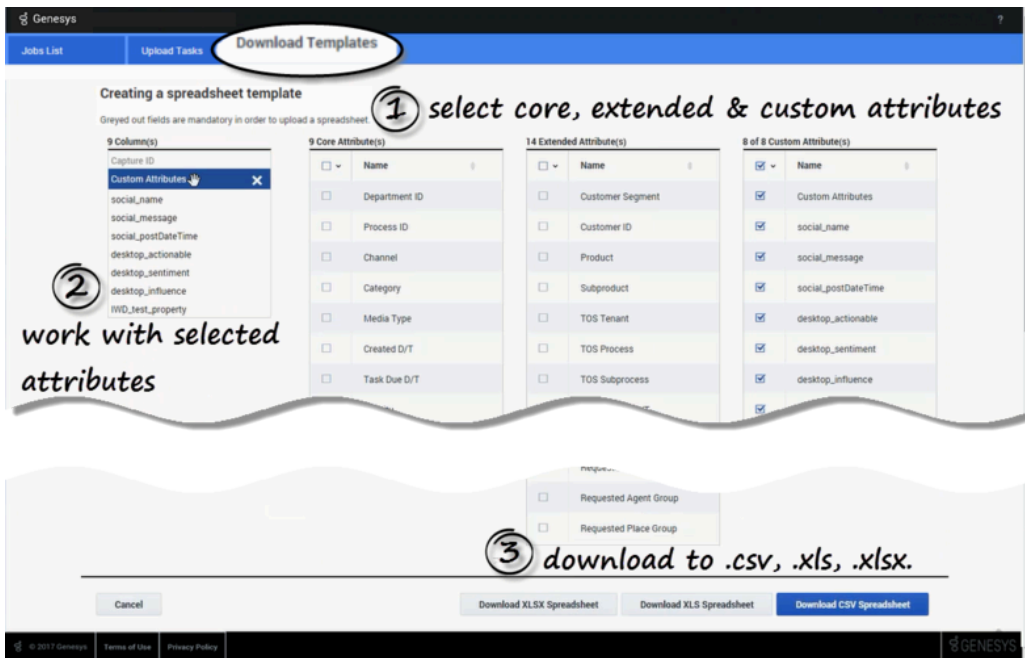 Genesys
?
Jobs List
Upload Tasks
Download Templates
Creating a spreadsheet template
1 select core, extended & custom attributes
Greyed out fields are mandatory in order to upload a spreadsheet.
9 Column(s)
Capture ID
Custom Attributes
social_name
social_message
social_postDateTime
desktop_actionable
desktop_sentiment
desktop_influence
IWD_test_property
2
work with selected
attributes
9 Core Attribute(s)
Name
Department ID
Process ID
Channel
Category
Media Type
Created D/T
Task Due D/T
14 Extended Attribute(s)
Name
Customer Segment
Customer ID
Product
Subproduct
TOS Tenant
TOS Process
TOS Subprocess
8 of 8 Custom Attribute(s)
Name
Custom Attributes
social_name
social_message
social_postDateTime
desktop_actionable
desktop_sentiment
desktop_influence
Requested Agent Group
Requested Place Group
3 download to .csv, .xls, .xlsx.
Cancel
Download XLSX Spreadsheet
Download XLS Spreadsheet
Download CSV Spreadsheet
© 2017 Genesys
Terms of Use
Privacy Policy
GENESYS